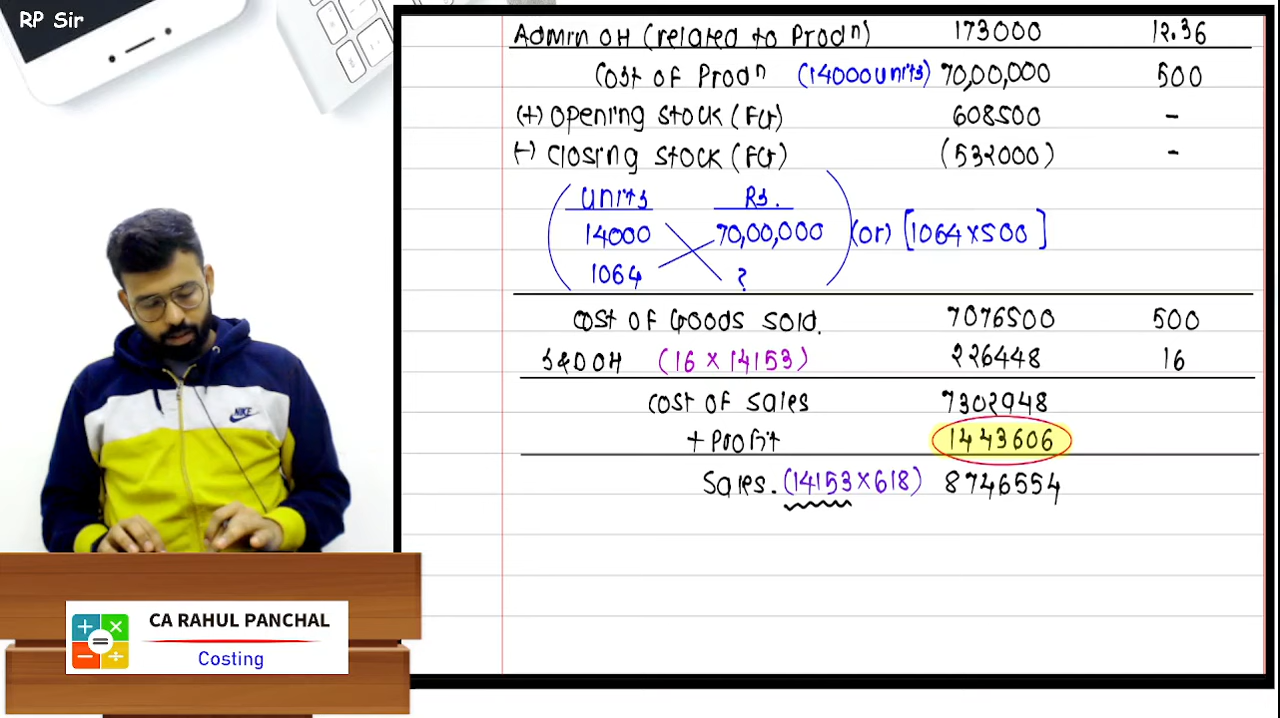 RP Sir
Admin OH (related to Prodⁿ) 173000 12.36
Cost of Prodⁿ (14000 units) 70,00,000 500
(+) Opening Stock (FG) 608500 -
(-) Closing Stock (FG) (532000) -
Units Rs.
14000 70,00,000 (or) [1064 x 500]
1064 ?
Cost of Goods Sold. 7076500 500
S&D OH (16 x 14153) 226448 16
Cost of Sales 7302948
+ Profit 1443606
Sales. (14153 x 618) 8746554
CA RAHUL PANCHAL
Costing
NIKE